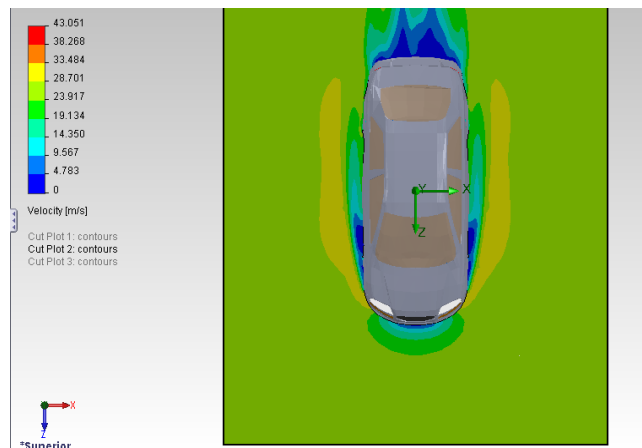 43.051
38.268
33.484
28.701
23.917
19.134
14.350
9.567
4.783
0
Velocity [m/s]
Cut Plot 1: contours
Cut Plot 2: contours
Cut Plot 3: contours
Y X
Z
X
Z
*Superior